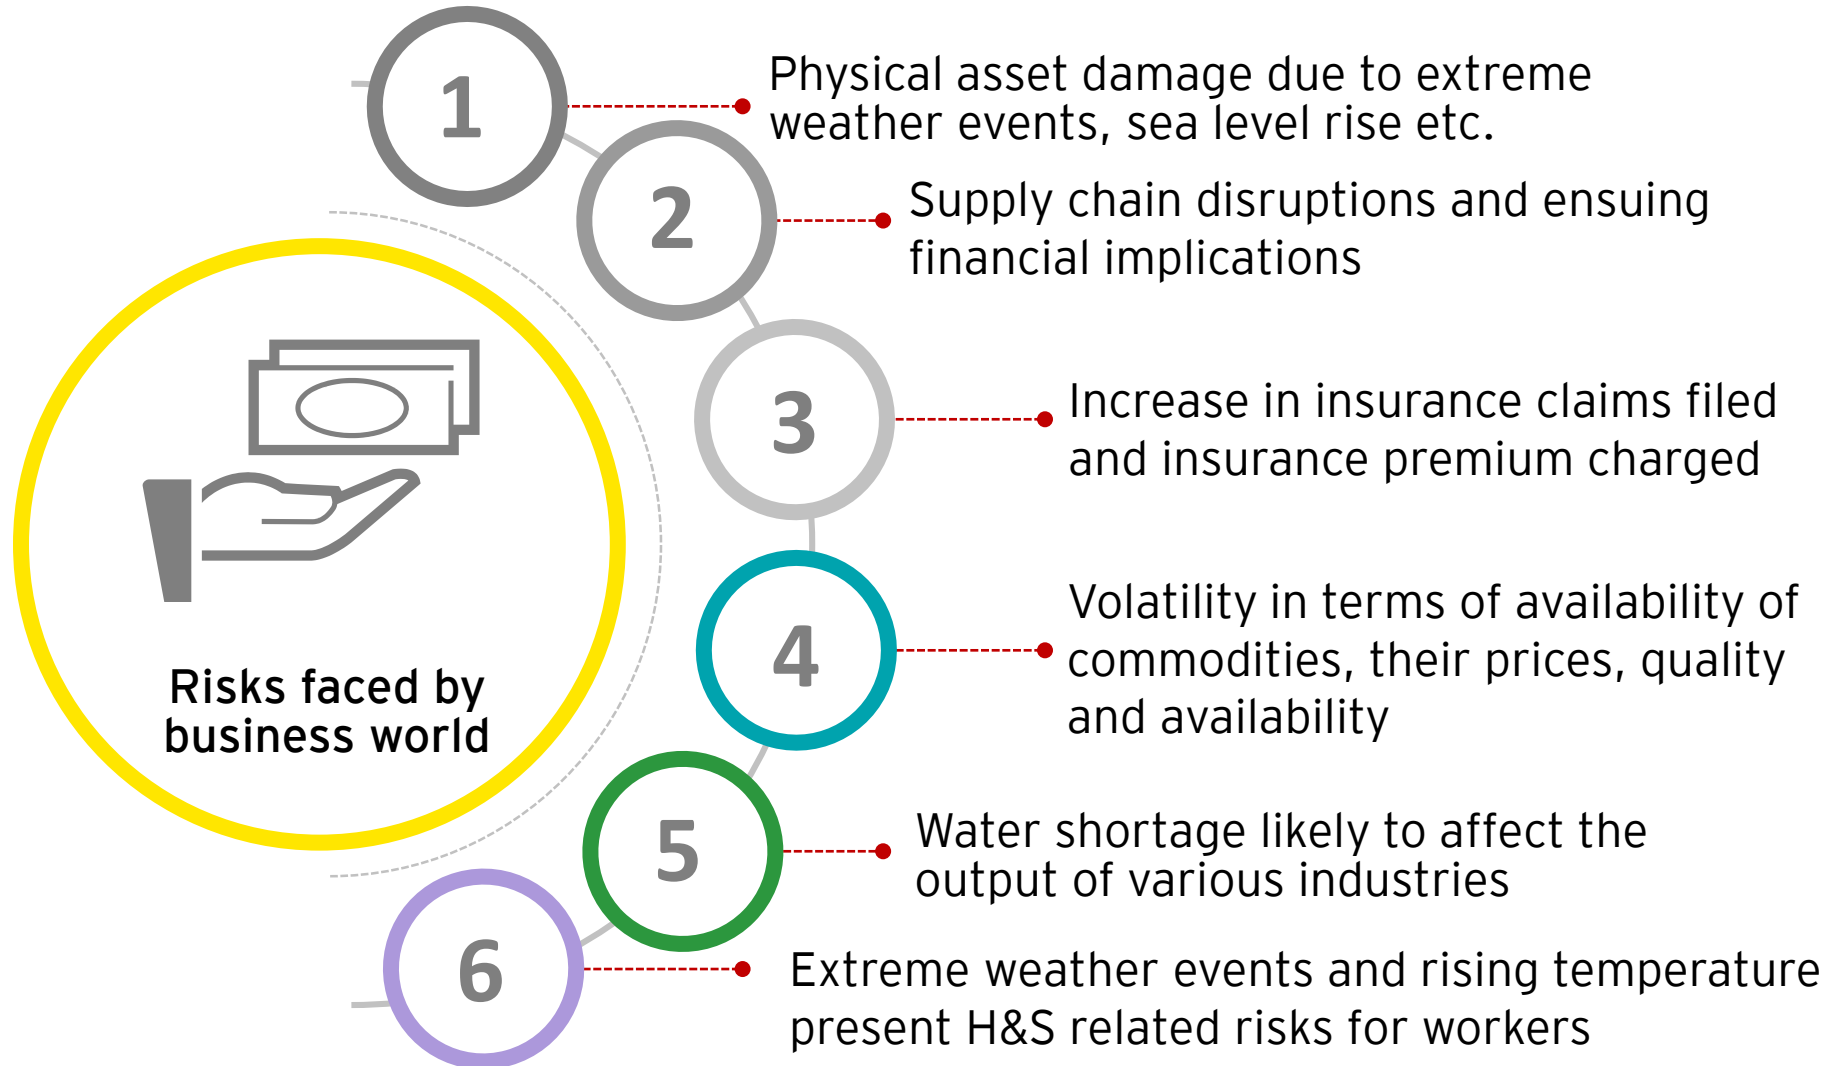 1
Physical asset damage due to extreme
weather events, sea level rise etc.
2
Supply chain disruptions and ensuing
financial implications
3
Increase in insurance claims filed
and insurance premium charged
4
Volatility in terms of availability of
commodities, their prices, quality
and availability
Risks faced by
business world
5
Water shortage likely to affect the
output of various industries
6
Extreme weather events and rising temperature
present H&S related risks for workers